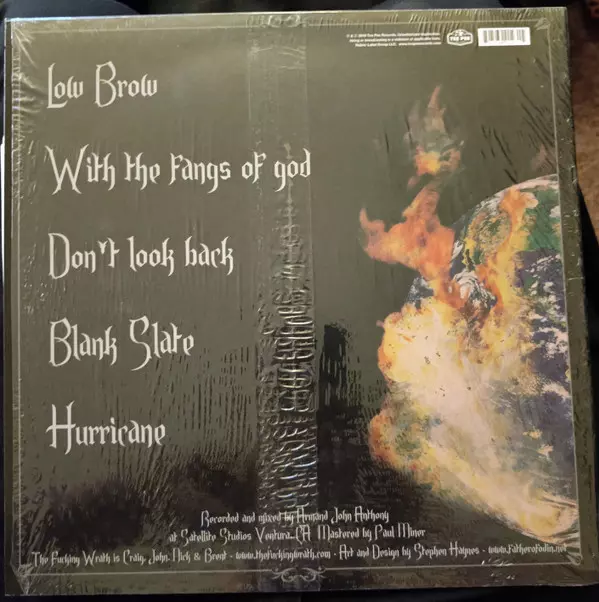 TEE PEE
Low Brow
With the fangs of god
Don't look back
Blank Slate
Hurricane
Recorded and mixed by Armand John Anthony
at Satellite Studios Ventura, CA Mastered by Paul Miner
The Fucking Wrath is Craig, John, Nick & Brent - www.thefuckingwrath.com - Art and Design by Stephen Haynes - www.Fatherofodin.net